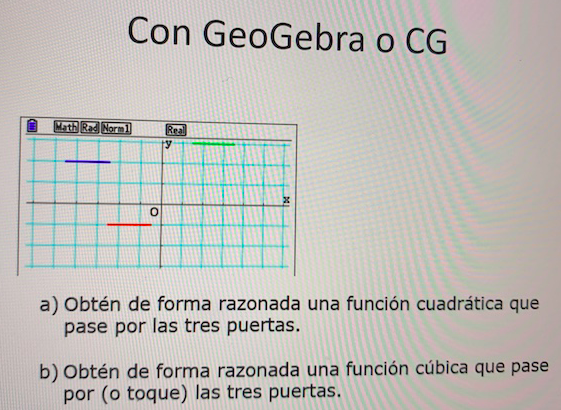 Con GeoGebra o CG
Math Rad Norm1 Real
y
x
O
a) Obtén de forma razonada una función cuadrática que
pase por las tres puertas.
b) Obtén de forma razonada una función cúbica que pase
por (o toque) las tres puertas.